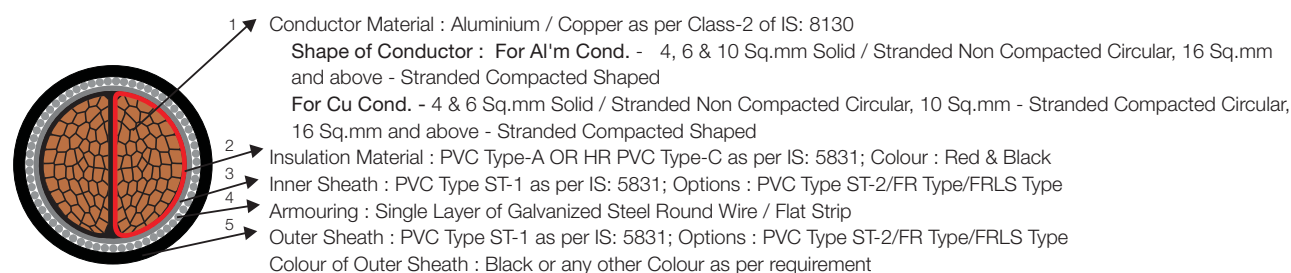 1 Conductor Material : Aluminium / Copper as per Class-2 of IS: 8130
Shape of Conductor : For Al'm Cond. - 4, 6 & 10 Sq.mm Solid / Stranded Non Compacted Circular, 16 Sq.mm
and above - Stranded Compacted Shaped
For Cu Cond. - 4 & 6 Sq.mm Solid / Stranded Non Compacted Circular, 10 Sq.mm - Stranded Compacted Circular,
16 Sq.mm and above - Stranded Compacted Shaped
2 Insulation Material : PVC Type-A OR HR PVC Type-C as per IS: 5831; Colour : Red & Black
3 Inner Sheath : PVC Type ST-1 as per IS: 5831; Options : PVC Type ST-2/FR Type/FRLS Type
4 Armouring : Single Layer of Galvanized Steel Round Wire / Flat Strip
5 Outer Sheath : PVC Type ST-1 as per IS: 5831; Options : PVC Type ST-2/FR Type/FRLS Type
Colour of Outer Sheath : Black or any other Colour as per requirement